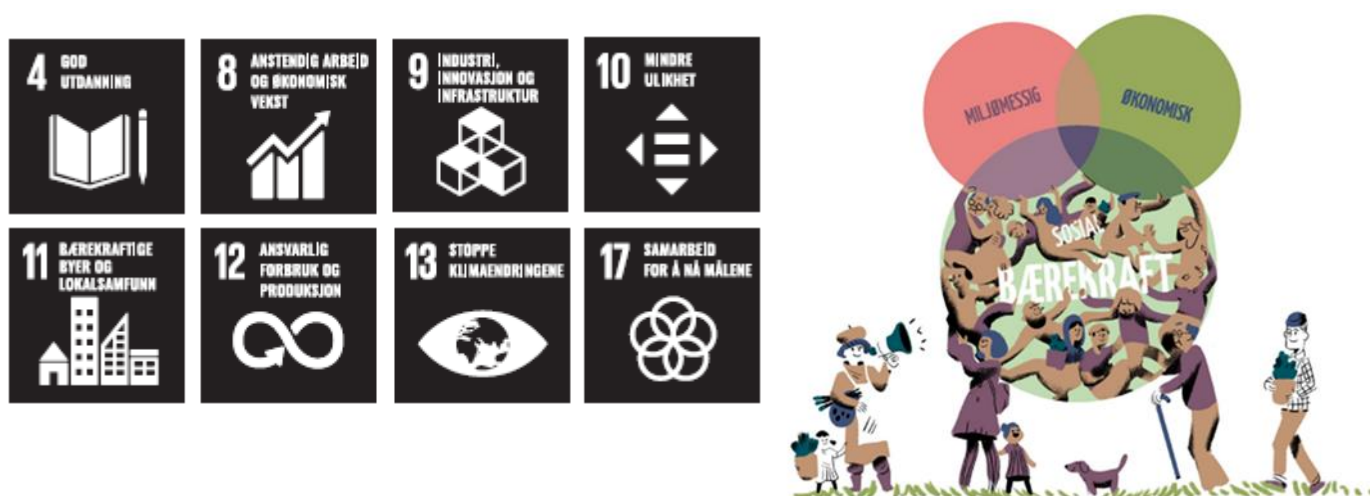 4 GOD
UTDANNING
8 ANSTENDIG ARBEID
OG ØKONOMISK
VEKST
9 INDUSTRI,
INNOVASJON OG
INFRASTRUKTUR
10 MINDRE
ULIKHET
11 BÆREKRAFTIGE
BYER OG
LOKALSAMFUNN
12 ANSVARLIG
FORBRUK OG
PRODUKSJON
13 STOPPE
KLIMAENDRINGENE
17 SAMARBEID
FOR Å NÅ MÅLENE
MILJØMESSIG
ØKONOMISK
SOSIAL
BÆREKRAFT